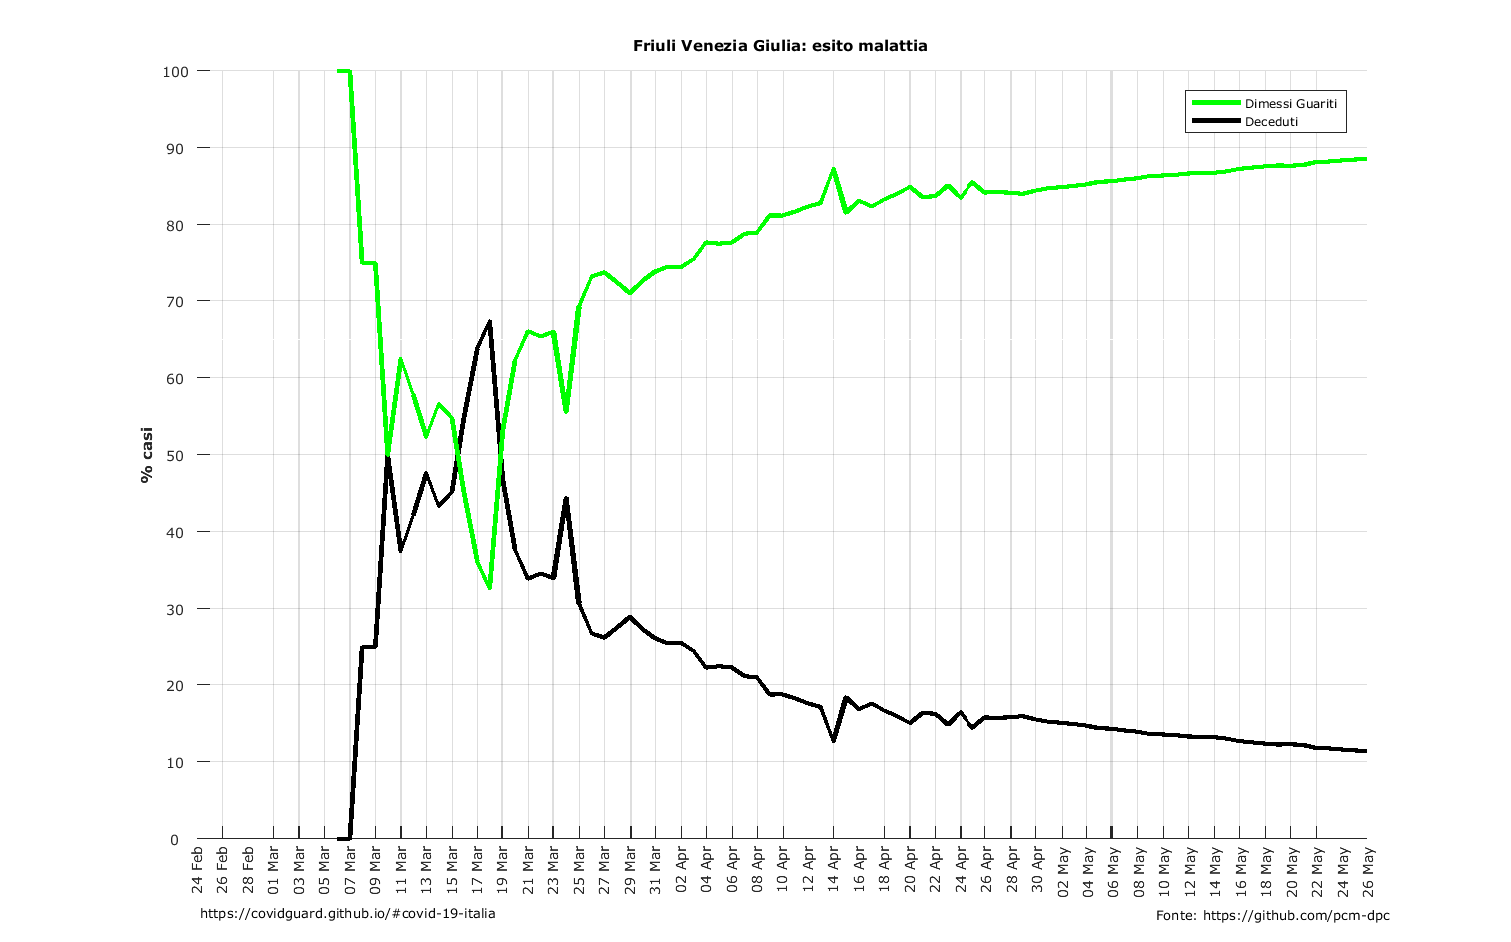 Friuli Venezia Giulia: esito malattia
Dimessi Guariti
Deceduti
% casi
100
90
80
70
60
50
40
30
20
10
0
24 Feb
26 Feb
28 Feb
01 Mar
03 Mar
05 Mar
07 Mar
09 Mar
11 Mar
13 Mar
15 Mar
17 Mar
19 Mar
21 Mar
23 Mar
25 Mar
27 Mar
29 Mar
31 Mar
02 Apr
04 Apr
06 Apr
08 Apr
10 Apr
12 Apr
14 Apr
16 Apr
18 Apr
20 Apr
22 Apr
24 Apr
26 Apr
28 Apr
30 Apr
02 May
04 May
06 May
08 May
10 May
12 May
14 May
16 May
18 May
20 May
22 May
24 May
26 May
https://covidguard.github.io/#covid-19-italia
Fonte: https://github.com/pcm-dpc